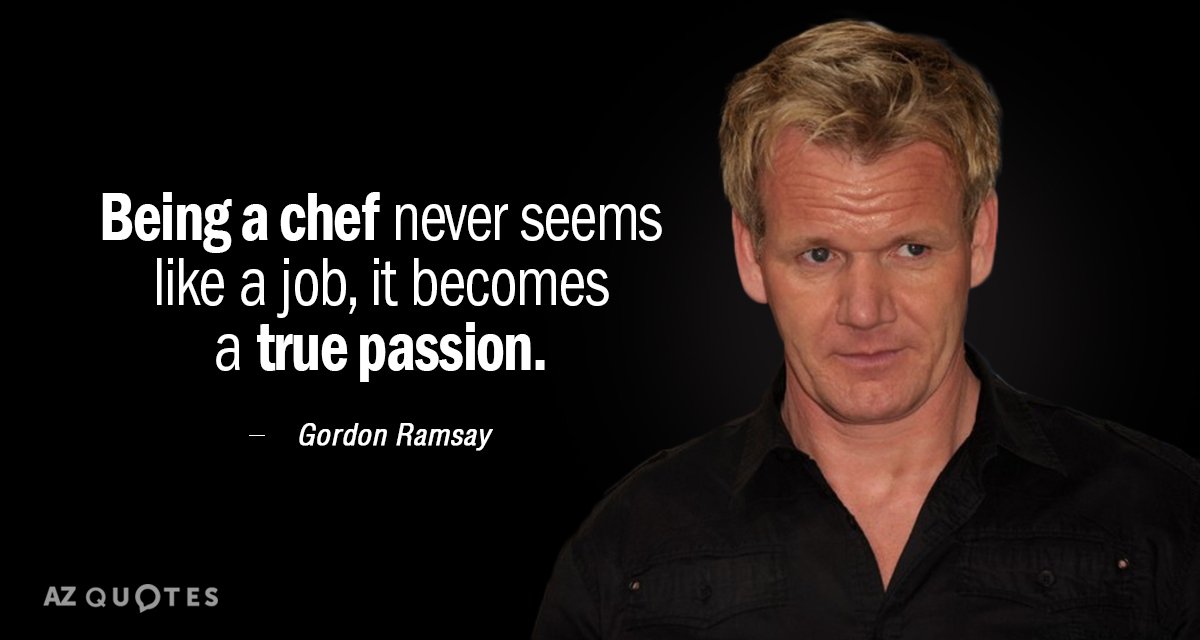 Being a chef never seems
like a job, it becomes
a true passion.
– Gordon Ramsay
AZ QUOTES